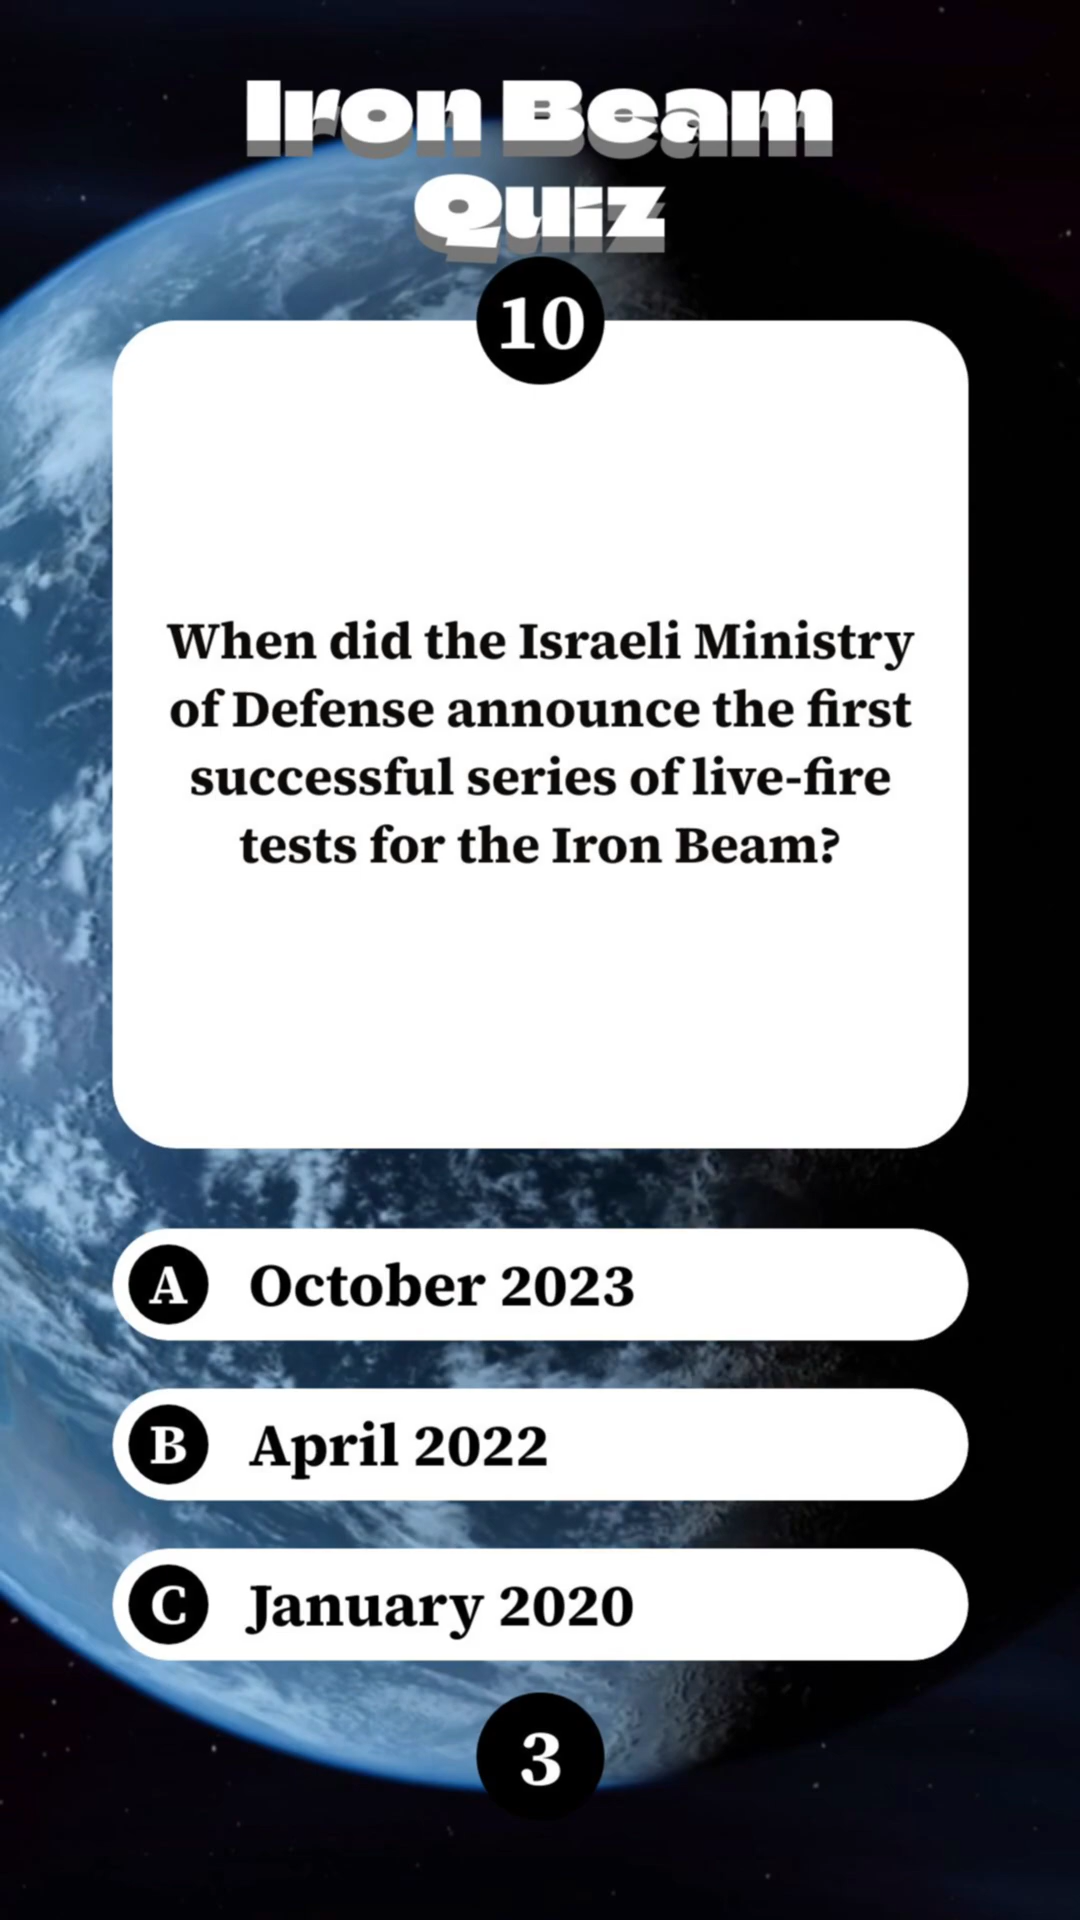 Iron Beam
Quiz
10
When did the Israeli Ministry
of Defense announce the first
successful series of live-fire
tests for the Iron Beam?
A October 2023
B April 2022
C January 2020
3